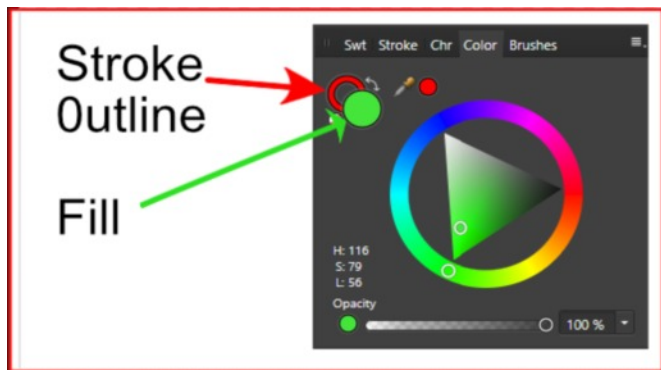 Stroke
0utline
Fill
Swt Stroke Chr Color Brushes
H: 116
S: 79
L: 56
Opacity
100 %